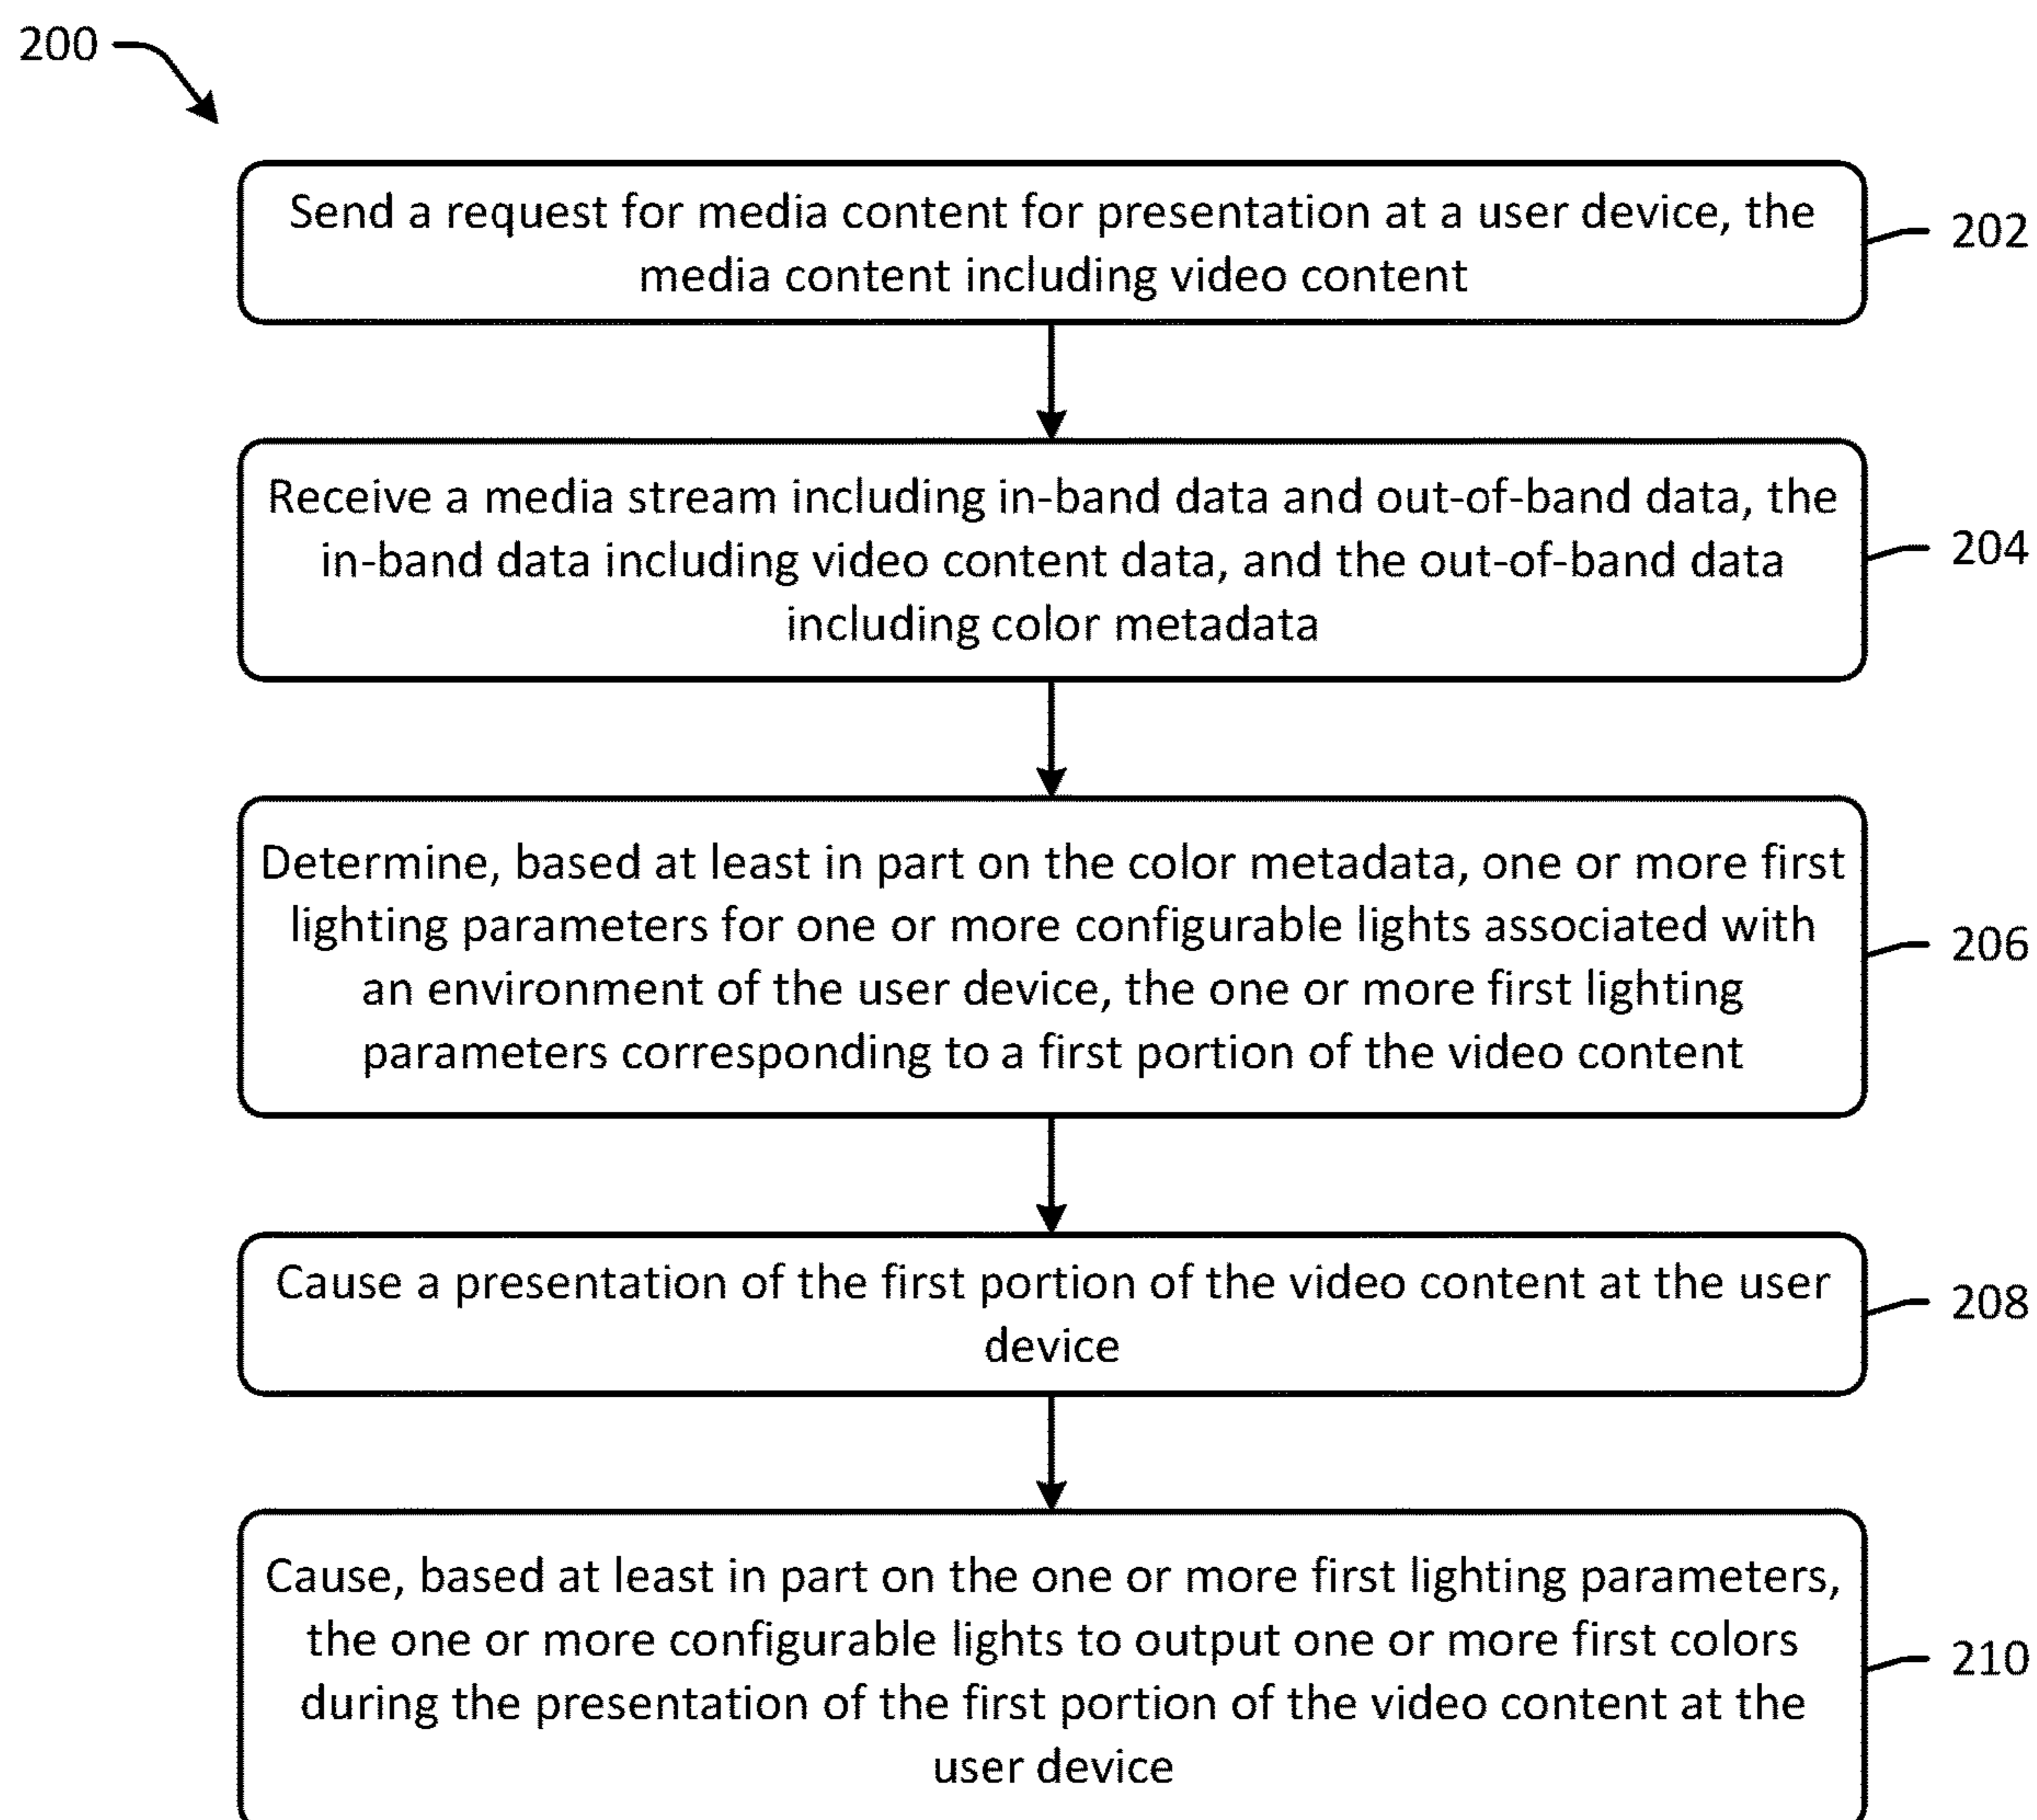 200
Send a request for media content for presentation at a user device, the
media content including video content
202
Receive a media stream including in-band data and out-of-band data, the
in-band data including video content data, and the out-of-band data
including color metadata
204
Determine, based at least in part on the color metadata, one or more first
lighting parameters for one or more configurable lights associated with
an environment of the user device, the one or more first lighting
parameters corresponding to a first portion of the video content
206
Cause a presentation of the first portion of the video content at the user
device
208
Cause, based at least in part on the one or more first lighting parameters,
the one or more configurable lights to output one or more first colors
during the presentation of the first portion of the video content at the
user device
210